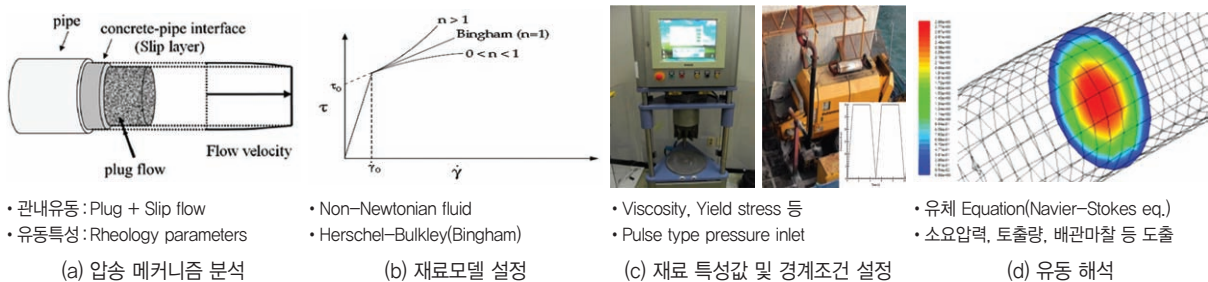 pipe
concrete-pipe interface
(Slip layer)
plug flow
Flow velocity
n > 1
Bingham (n=1)
0 < n < 1
τo
τ
γo
γ̇
• 관내유동 : Plug + Slip flow
• 유동특성 : Rheology parameters
(a) 압송 메커니즘 분석
• Non-Newtonian fluid
• Herschel-Bulkley(Bingham)
(b) 재료모델 설정
• Viscosity, Yield stress 등
• Pulse type pressure inlet
(c) 재료 특성값 및 경계조건 설정
• 유체 Equation(Navier-Stokes eq.)
• 소요압력, 토출량, 배관마찰 등 도출
(d) 유동 해석